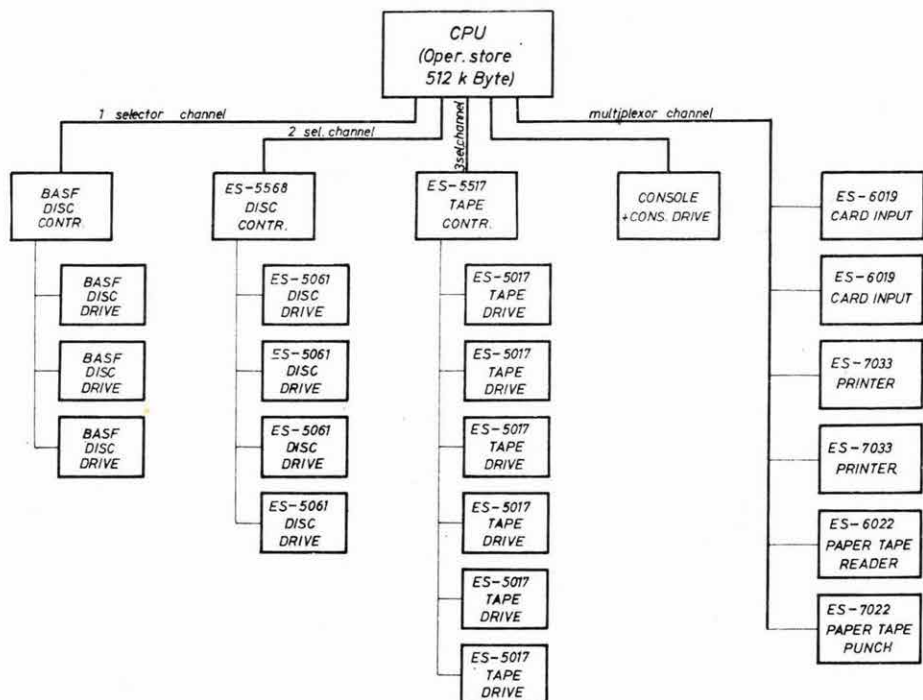 CPU
(Oper. store
512 k Byte)
1 selector channel
2 sel. channel
3 sel. channel
multiplexor channel
BASF
DISC
CONTR.
ES-5568
DISC
CONTR.
ES-5517
TAPE
CONTR.
CONSOLE
+CONS. DRIVE
BASF
DISC
DRIVE
BASF
DISC
DRIVE
BASF
DISC
DRIVE
ES-5061
DISC
DRIVE
ES-5061
DISC
DRIVE
ES-5061
DISC
DRIVE
ES-5061
DISC
DRIVE
ES-5017
TAPE
DRIVE
ES-5017
TAPE
DRIVE
ES-5017
TAPE
DRIVE
ES-5017
TAPE
DRIVE
ES-5017
TAPE
DRIVE
ES-5017
TAPE
DRIVE
ES-6019
CARD INPUT
ES-6019
CARD INPUT
ES-7033
PRINTER
ES-7033
PRINTER
ES-6022
PAPER TAPE
READER
ES-7022
PAPER TAPE
PUNCH